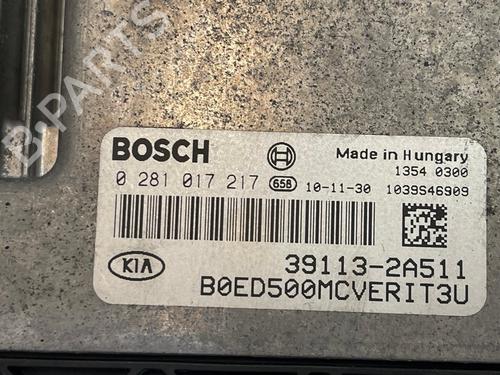 B-PARTS
BOSCH Made in Hungary
1354 0300
0 281 017 217 658 10-11-30 1039S46909
KIA 39113-2A511
B0ED500MCVERIT3U